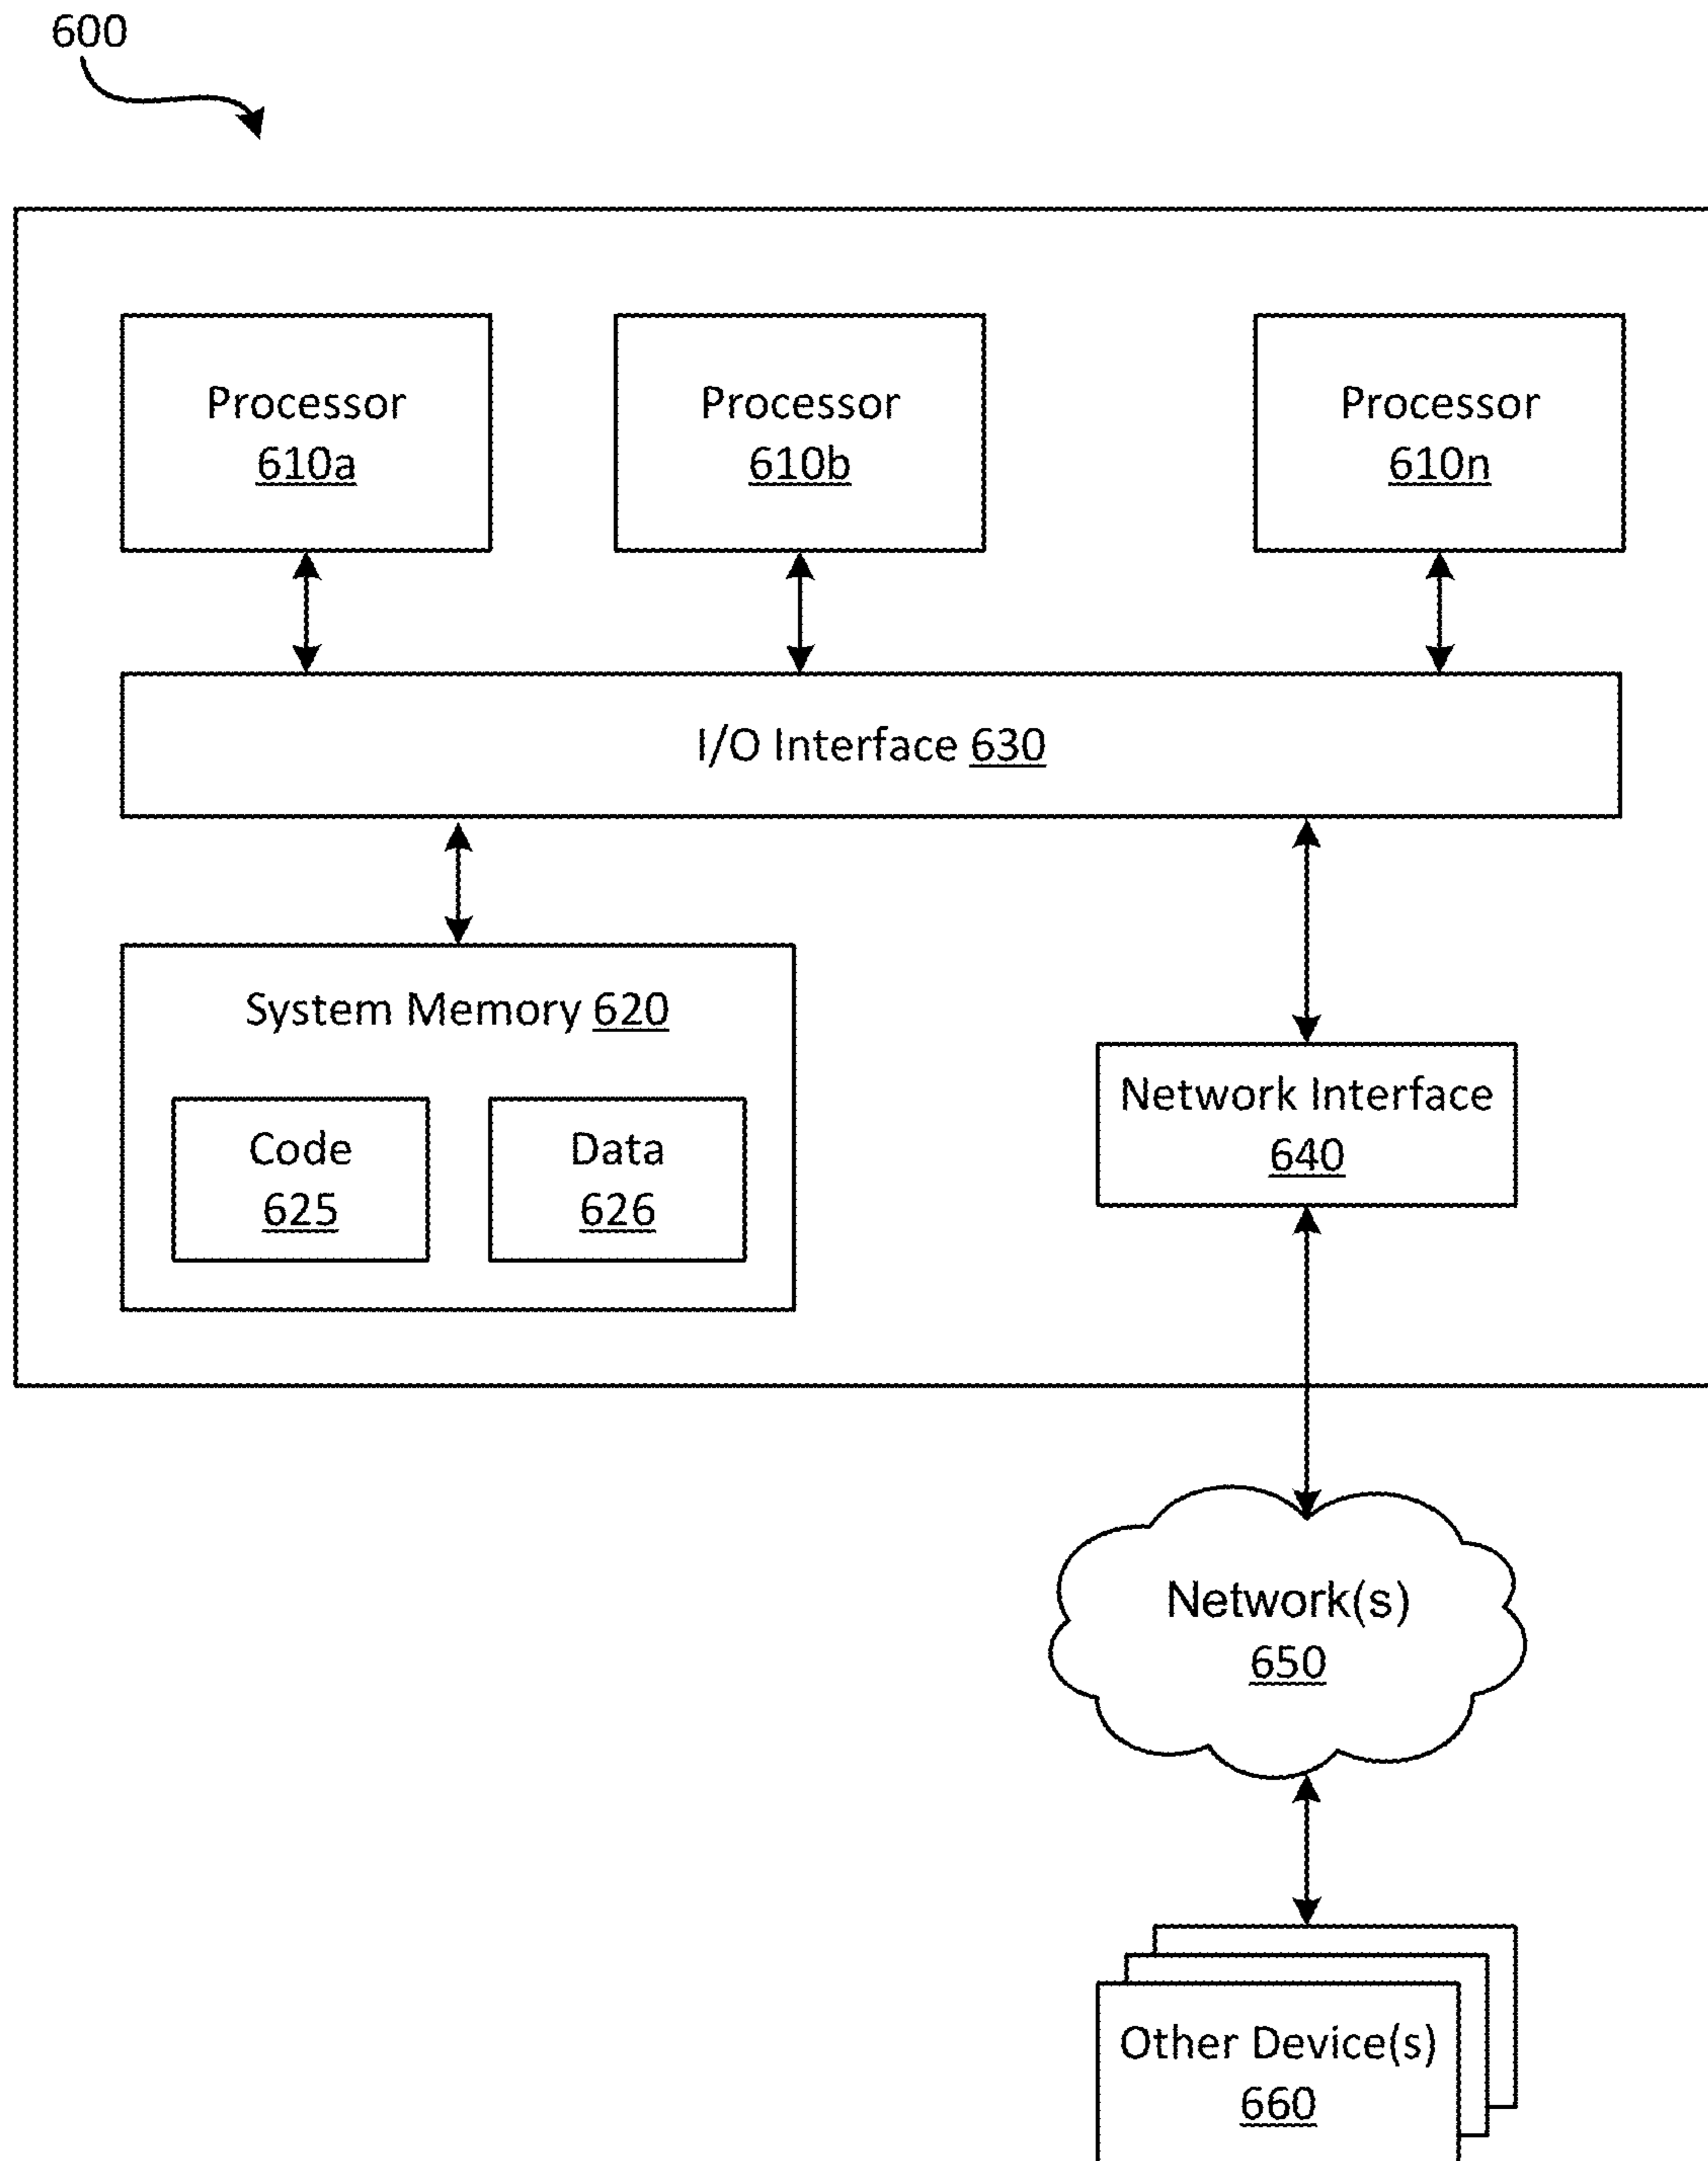 600
Processor
610a
Processor
610b
Processor
610n
I/O Interface 630
System Memory 620
Code
625
Data
626
Network Interface
640
Network(s)
650
Other Device(s)
660